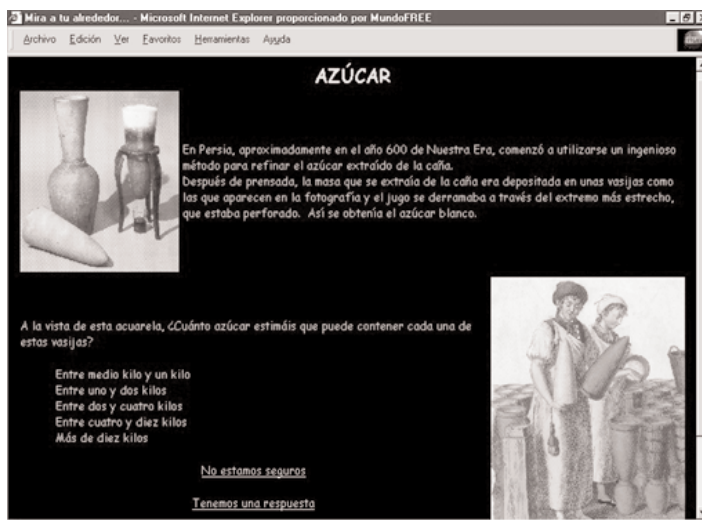 Mira a tu alrededor... - Microsoft Internet Explorer proporcionado por MundoFREE
Archivo Edición Ver Favoritos Herramientas Ayuda
AZÚCAR
En Persia, aproximadamente en el año 600 de Nuestra Era, comenzó a utilizarse un ingenioso
método para refinar el azúcar extraído de la caña.
Después de prensada, la masa que se extraía de la caña era depositada en unas vasijas como
las que aparecen en la fotografía y el jugo se derramaba a través del extremo más estrecho,
que estaba perforado. Así se obtenía el azúcar blanco.
A la vista de esta acuarela, ¿Cuánto azúcar estimáis que puede contener cada una de
estas vasijas?
Entre medio kilo y un kilo
Entre uno y dos kilos
Entre dos y cuatro kilos
Entre cuatro y diez kilos
Más de diez kilos
No estamos seguros
Tenemos una respuesta